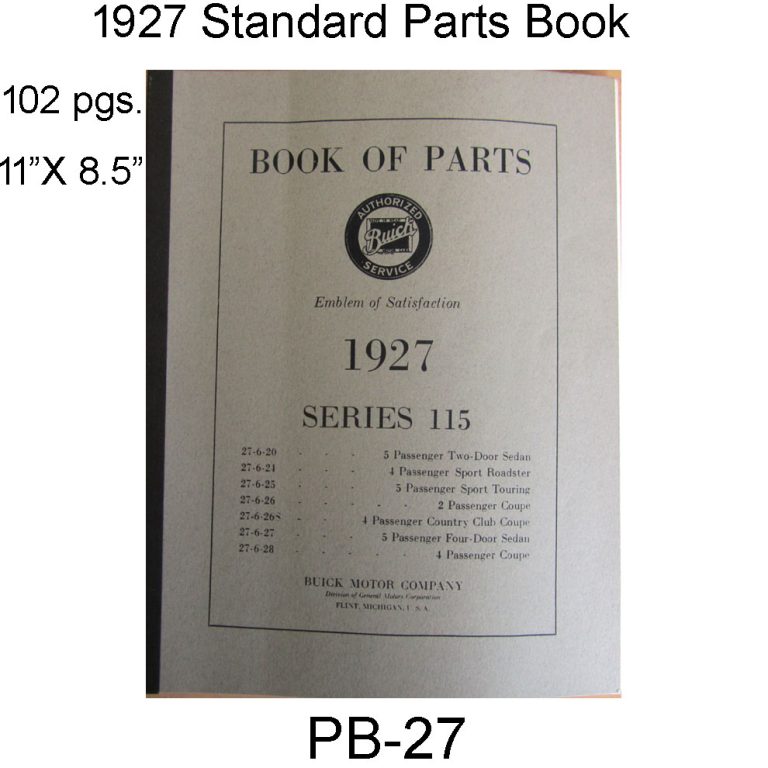 1927 Standard Parts Book
102 pgs.
11”X 8.5”
BOOK OF PARTS
AUTHORIZED
Buick
MOTOR CARS
SERVICE
Emblem of Satisfaction
1927
SERIES 115
27-6-20 - - - 5 Passenger Two-Door Sedan
27-6-24 - - - 4 Passenger Sport Roadster
27-6-25 - - - 5 Passenger Sport Touring
27-6-26 - - - - - 2 Passenger Coupe
27-6-26S - - 4 Passenger Country Club Coupe
27-6-27 - - - 5 Passenger Four-Door Sedan
27-6-28 - - - - - 4 Passenger Coupe
BUICK MOTOR COMPANY
Division of General Motors Corporation
FLINT, MICHIGAN, U. S. A.
PB-27